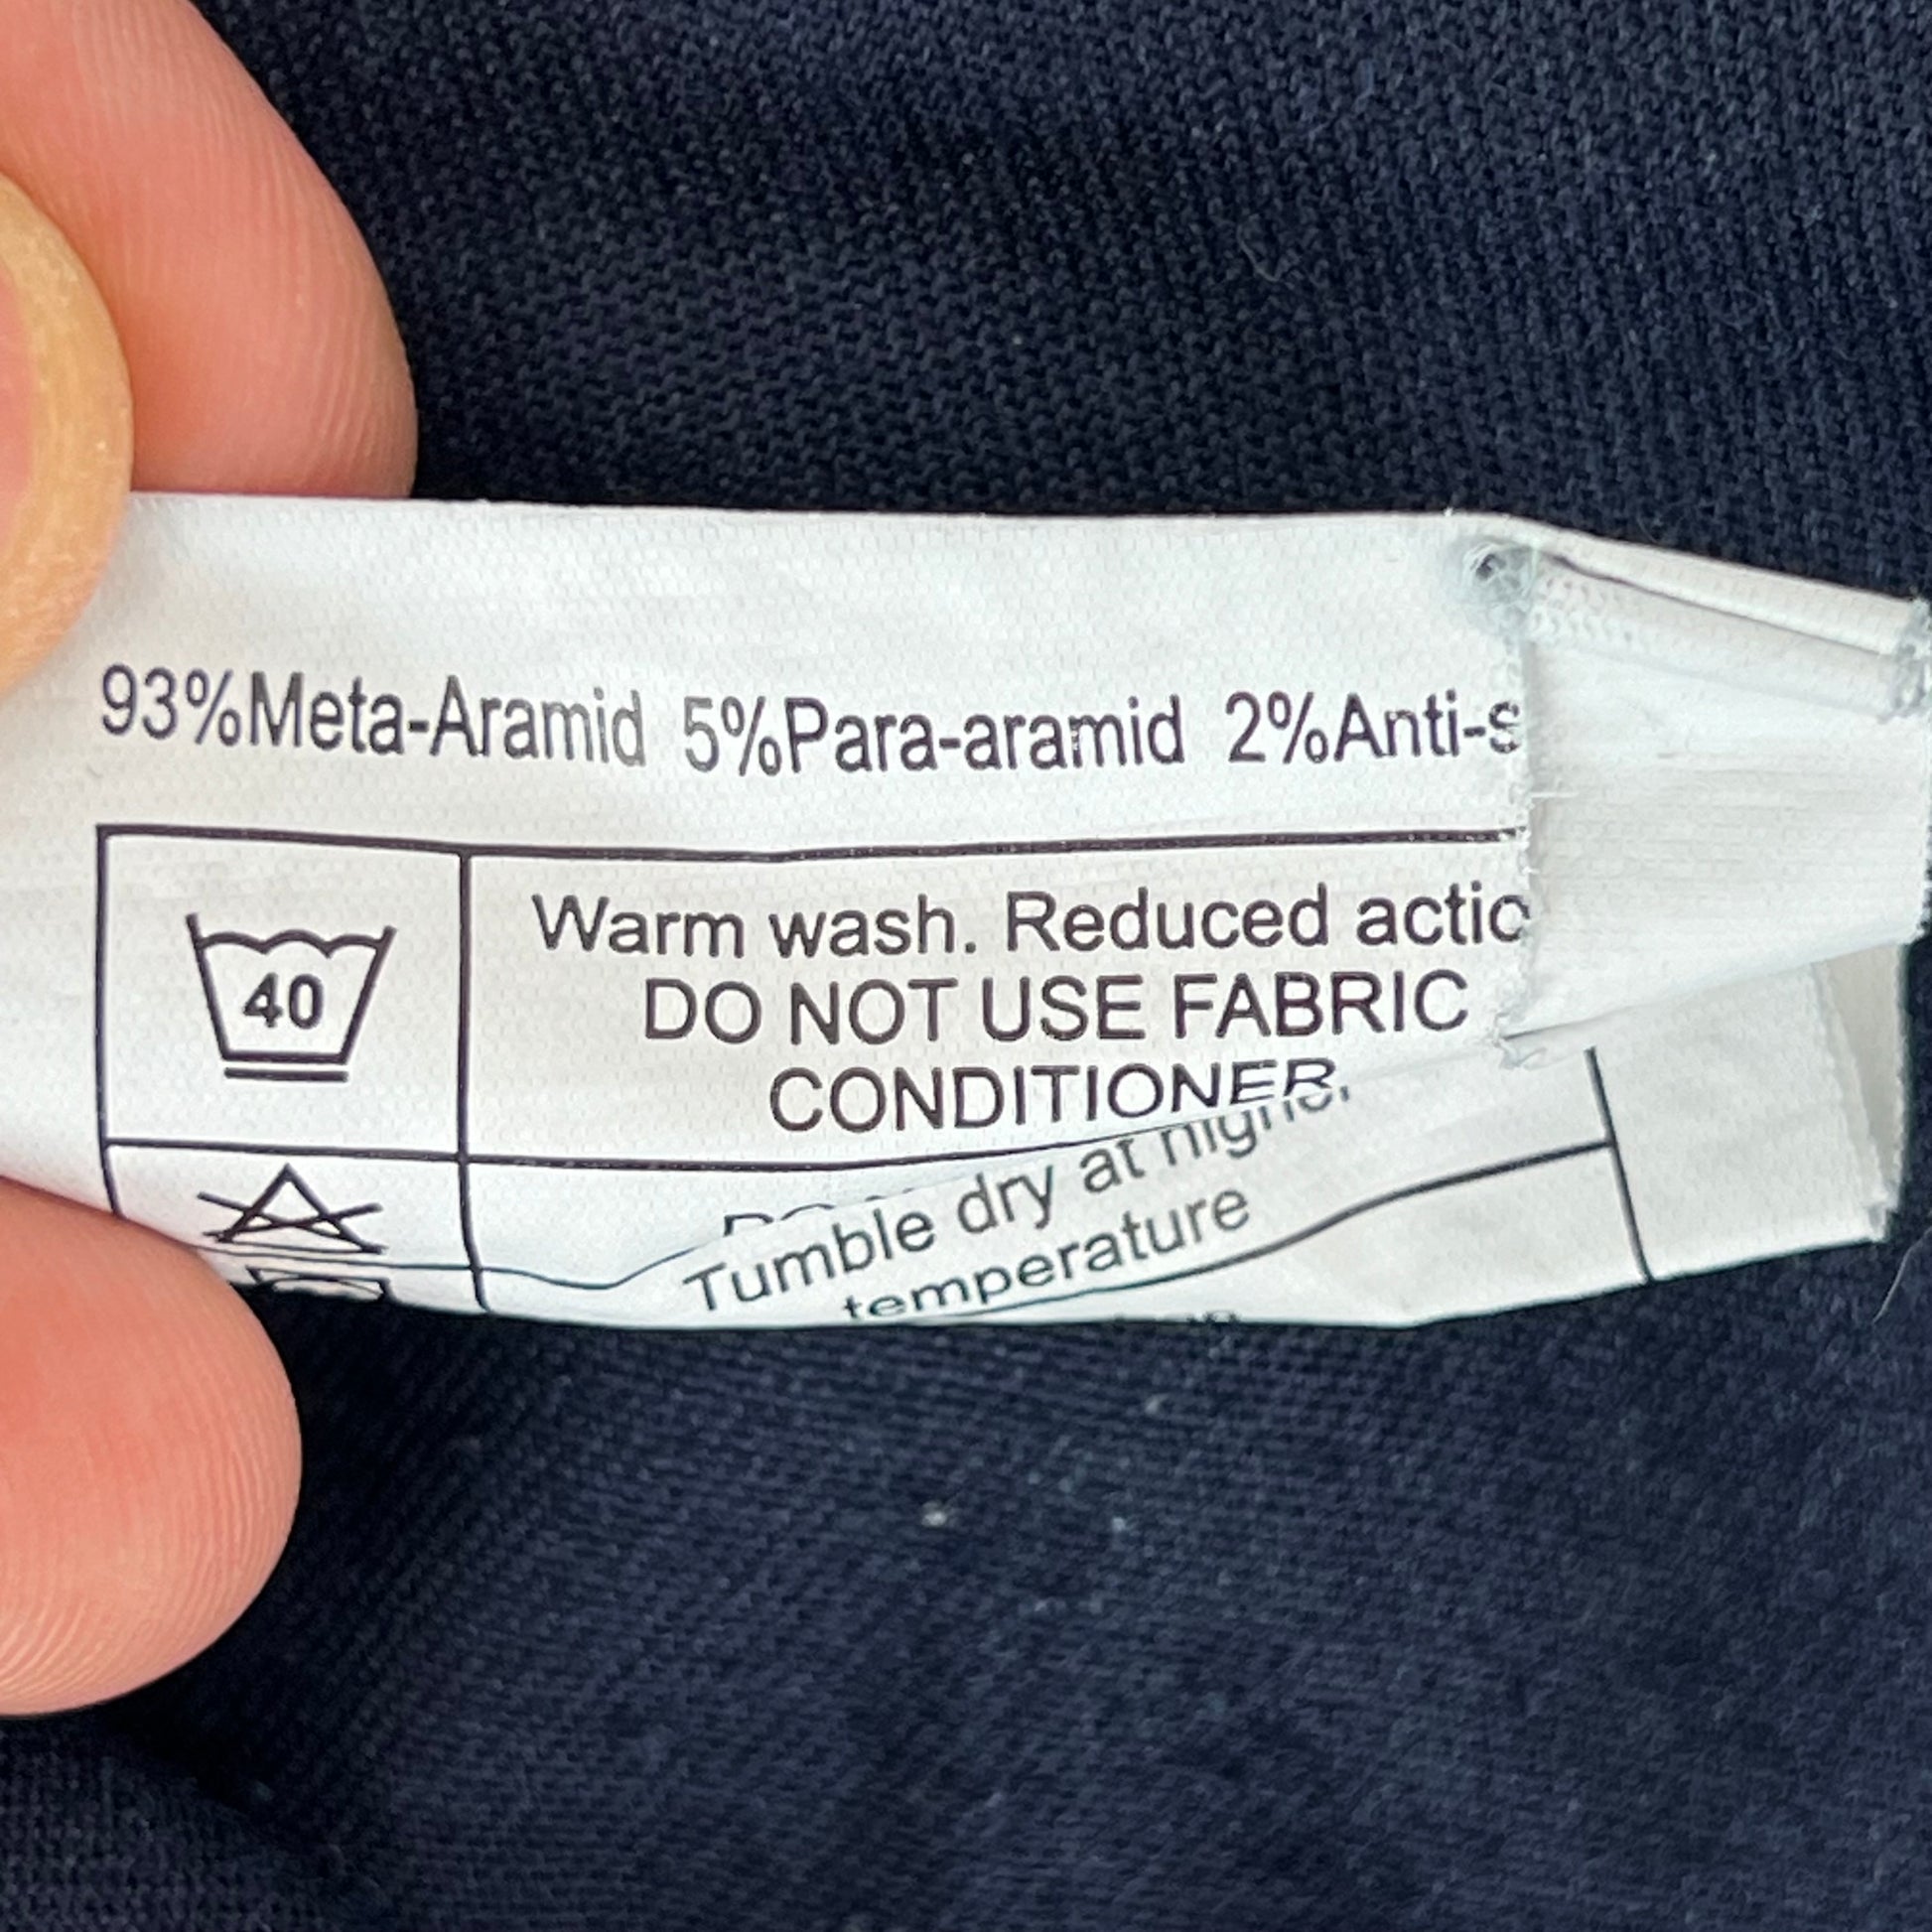 93%Meta-Aramid 5%Para-aramid 2%Anti-s
40
Warm wash. Reduced actio
DO NOT USE FABRIC
CONDITIONER.
Tumble dry at higher
temperature